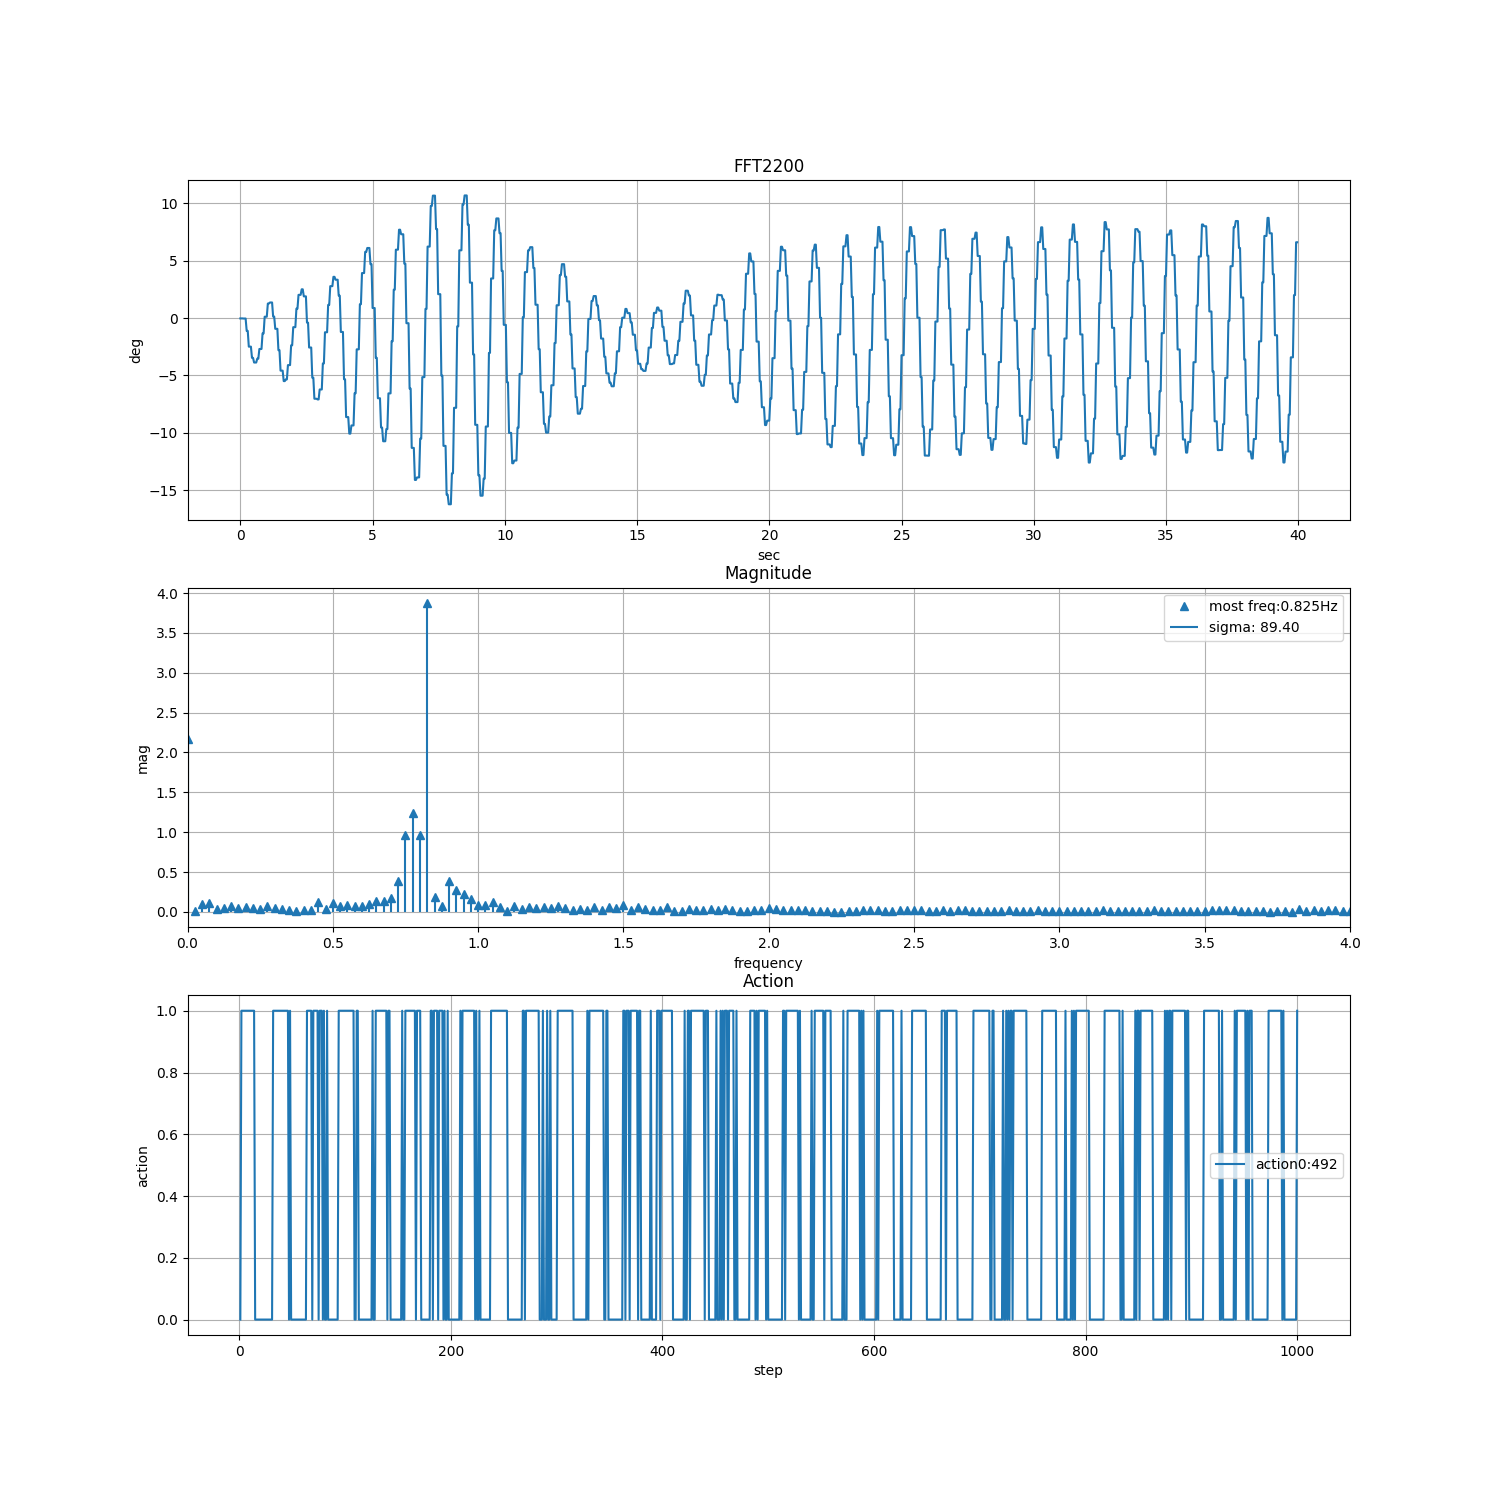 FFT2200
10
5
0
−5
−10
−15
deg
0 5 10 15 20 25 30 35 40
sec
Magnitude
4.0
3.5
3.0
2.5
2.0
1.5
1.0
0.5
0.0
mag
most freq:0.825Hz
sigma: 89.40
0.0 0.5 1.0 1.5 2.0 2.5 3.0 3.5 4.0
frequency
Action
1.0
0.8
0.6
0.4
0.2
0.0
action
action0:492
0 200 400 600 800 1000
step